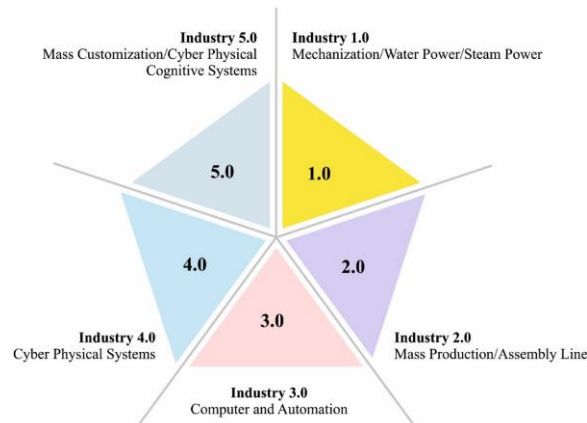 Industry 5.0
Mass Customization/Cyber Physical
Cognitive Systems
Industry 1.0
Mechanization/Water Power/Steam Power
5.0
1.0
4.0
2.0
3.0
Industry 4.0
Cyber Physical Systems
Industry 2.0
Mass Production/Assembly Line
Industry 3.0
Computer and Automation